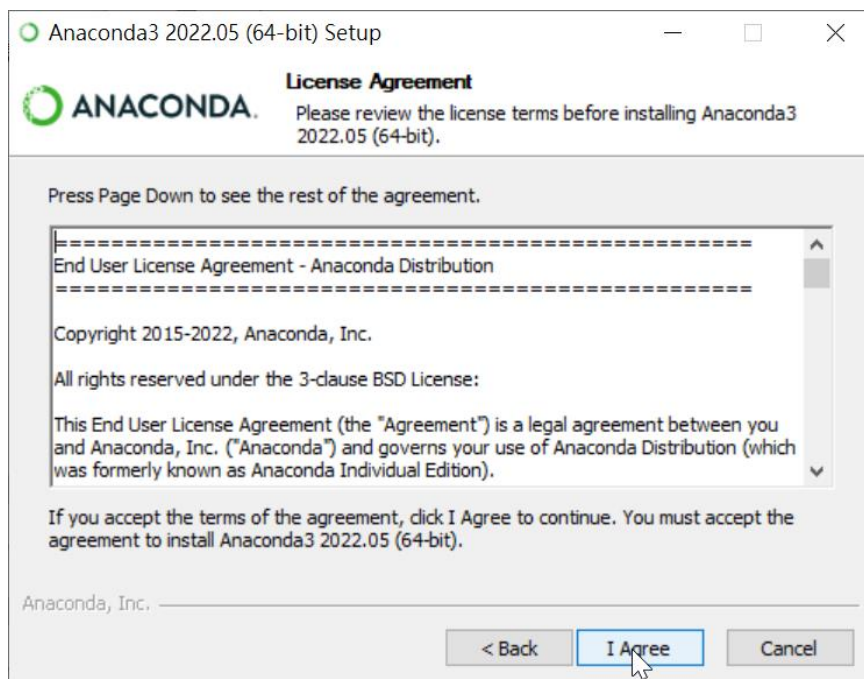 Anaconda3 2022.05 (64-bit) Setup
ANACONDA.
License Agreement
Please review the license terms before installing Anaconda3
2022.05 (64-bit).
Press Page Down to see the rest of the agreement.
==================================================
End User License Agreement - Anaconda Distribution
==================================================
Copyright 2015-2022, Anaconda, Inc.
All rights reserved under the 3-clause BSD License:
This End User License Agreement (the "Agreement") is a legal agreement between you
and Anaconda, Inc. ("Anaconda") and governs your use of Anaconda Distribution (which
was formerly known as Anaconda Individual Edition).
If you accept the terms of the agreement, click I Agree to continue. You must accept the
agreement to install Anaconda3 2022.05 (64-bit).
Anaconda, Inc.
< Back
I Agree
Cancel